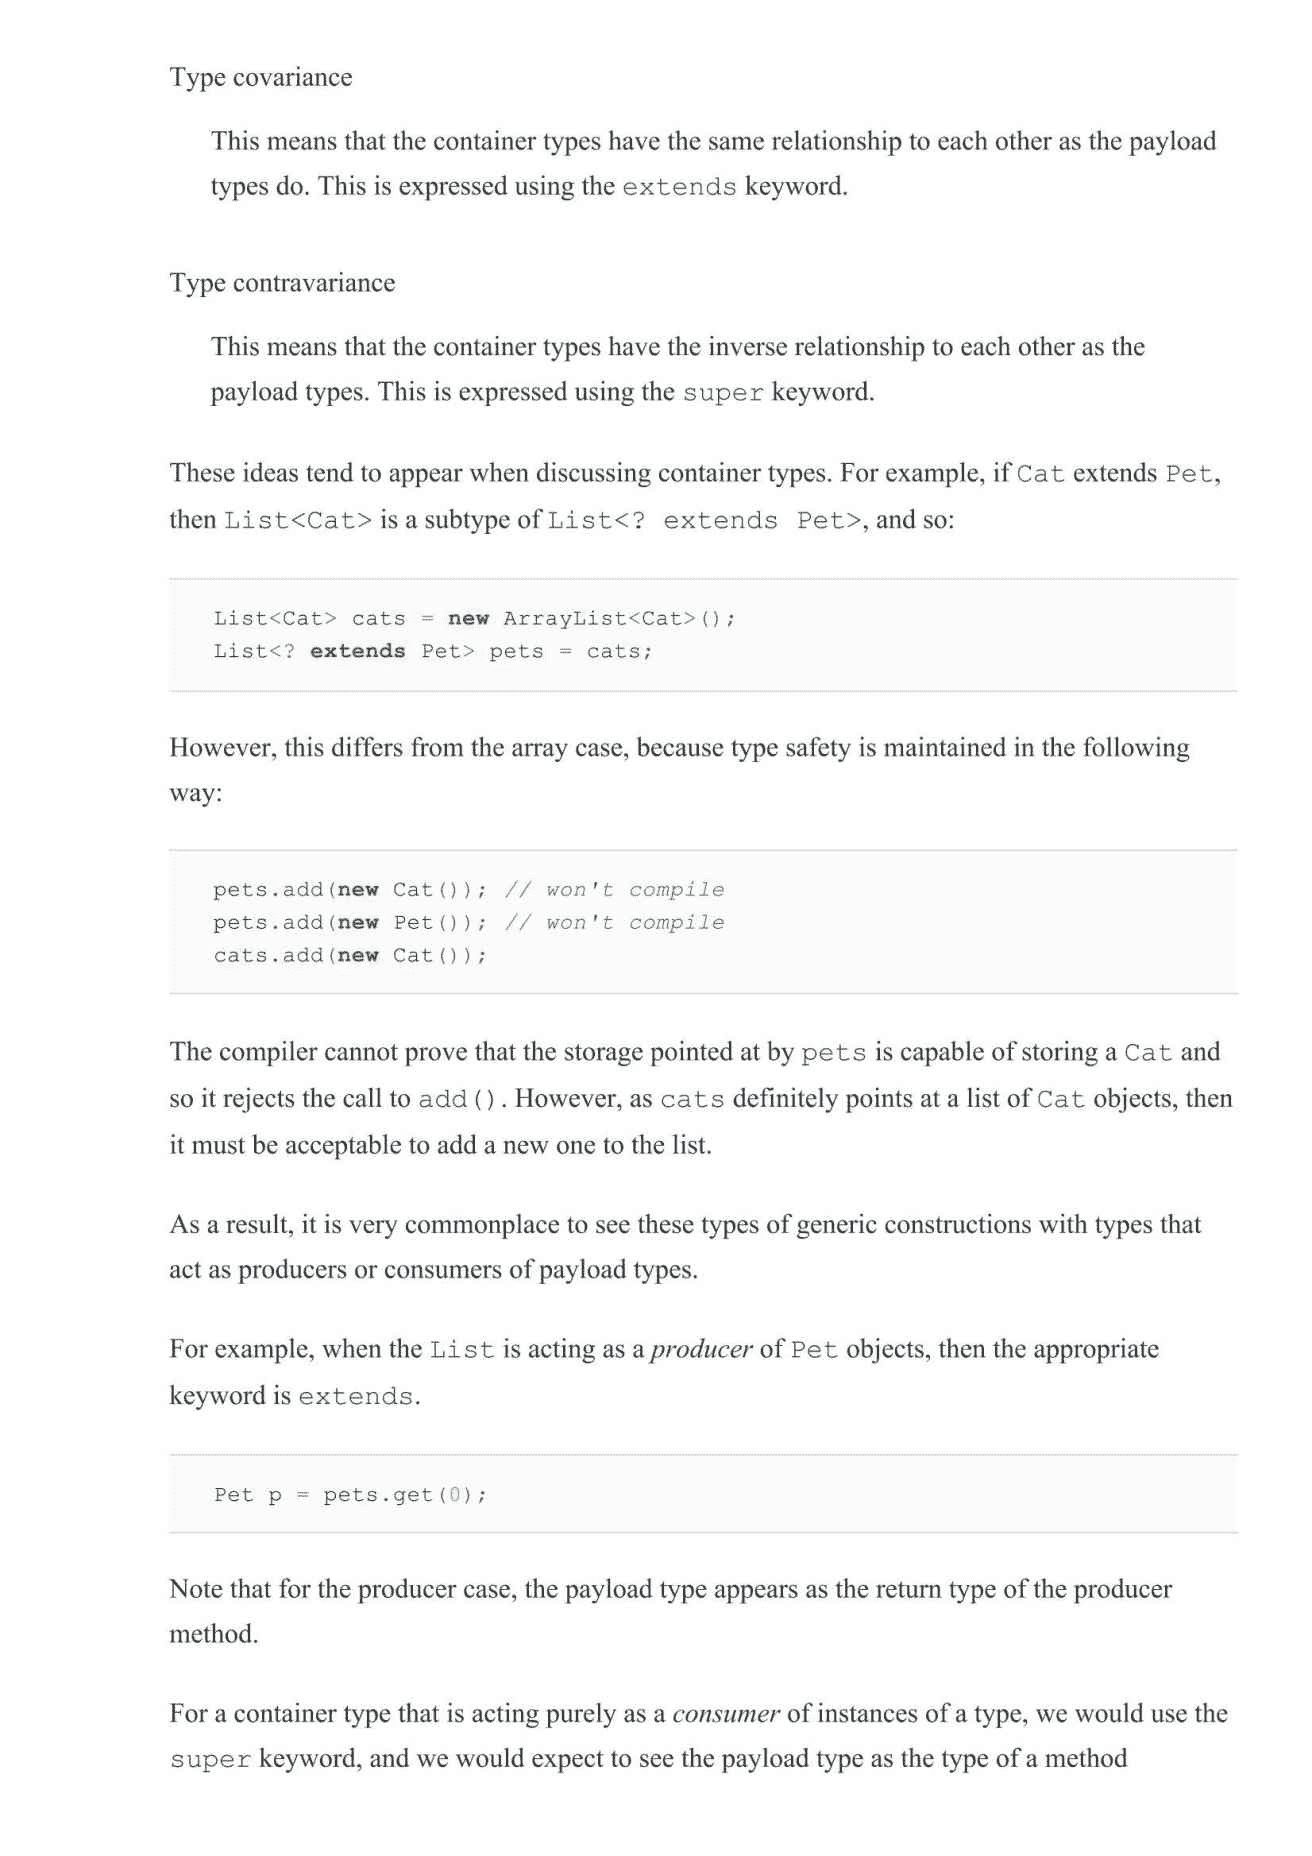 Type covariance
This means that the container types have the same relationship to each other as the payload
types do. This is expressed using the extends keyword.
Type contravariance
This means that the container types have the inverse relationship to each other as the
payload types. This is expressed using the super keyword.
These ideas tend to appear when discussing container types. For example, if Cat extends Pet,
then List<Cat> is a subtype of List<? extends Pet>, and so:
List<Cat> cats = new ArrayList<Cat>();
List<? extends Pet> pets = cats;
However, this differs from the array case, because type safety is maintained in the following
way:
pets.add(new Cat()); // won't compile
pets.add(new Pet()); // won't compile
cats.add(new Cat());
The compiler cannot prove that the storage pointed at by pets is capable of storing a Cat and
so it rejects the call to add(). However, as cats definitely points at a list of Cat objects, then
it must be acceptable to add a new one to the list.
As a result, it is very commonplace to see these types of generic constructions with types that
act as producers or consumers of payload types.
For example, when the List is acting as a producer of Pet objects, then the appropriate
keyword is extends.
Pet p = pets.get(0);
Note that for the producer case, the payload type appears as the return type of the producer
method.
For a container type that is acting purely as a consumer of instances of a type, we would use the
super keyword, and we would expect to see the payload type as the type of a method